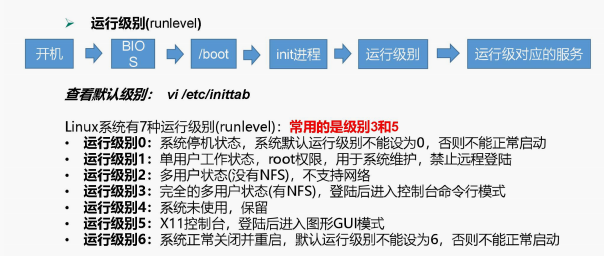 ➢ 运行级别(runlevel)
开机
BIO
S
/boot
init进程
运行级别
运行级对应的服务
查看默认级别： vi /etc/inittab
Linux系统有7种运行级别(runlevel)：常用的是级别3和5
• 运行级别0：系统停机状态，系统默认运行级别不能设为0，否则不能正常启动
• 运行级别1：单用户工作状态，root权限，用于系统维护，禁止远程登陆
• 运行级别2：多用户状态(没有NFS)，不支持网络
• 运行级别3：完全的多用户状态(有NFS)，登陆后进入控制台命令行模式
• 运行级别4：系统未使用，保留
• 运行级别5：X11控制台，登陆后进入图形GUI模式
• 运行级别6：系统正常关闭并重启，默认运行级别不能设为6，否则不能正常启动